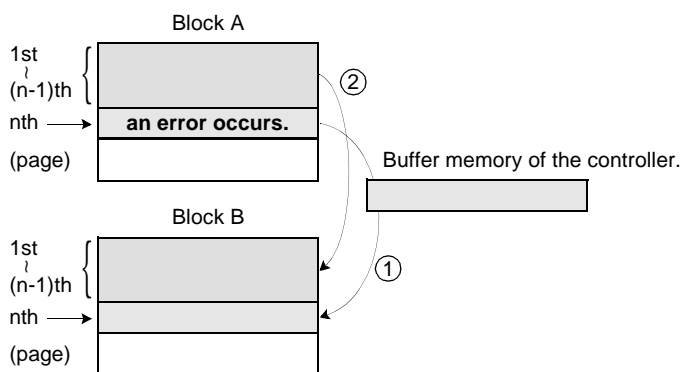 Block A
1st
~
(n-1)th
{
②
nth
an error occurs.
(page)
Buffer memory of the controller.
Block B
1st
~
(n-1)th
{
①
nth
(page)